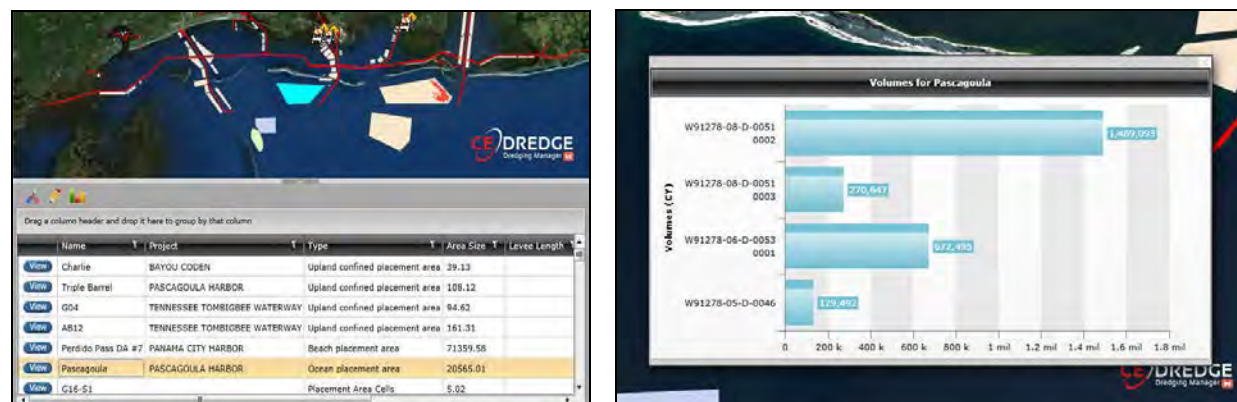 CE DREDGE
Dredging Manager
Drag a column header and drop it here to group by that column
Name Project Type Area Size Levee Length
View Charlie BAYOU CODEN Upland confined placement area 39.13
View Triple Barrel PASCAGOULA HARBOR Upland confined placement area 108.12
View G04 TENNESSEE TOMBIGBEE WATERWAY Upland confined placement area 94.62
View AB12 TENNESSEE TOMBIGBEE WATERWAY Upland confined placement area 161.31
View Perdido Pass DA #7 PANAMA CITY HARBOR Beach placement area 71359.58
View Pascagoula PASCAGOULA HARBOR Ocean placement area 20565.01
View G16-S1 Placement Area Cells 5.02
Volumes for Pascagoula
Volumes (CY)
W91278-08-D-0051
0002
1,489,093
W91278-08-D-0051
0003
270,647
W91278-06-D-0053
0001
672,495
W91278-05-D-0046
129,492
0 200 k 400 k 600 k 800 k 1 mil 1.2 mil 1.4 mil 1.6 mil 1.8 mil
CE DREDGE
Dredging Manager